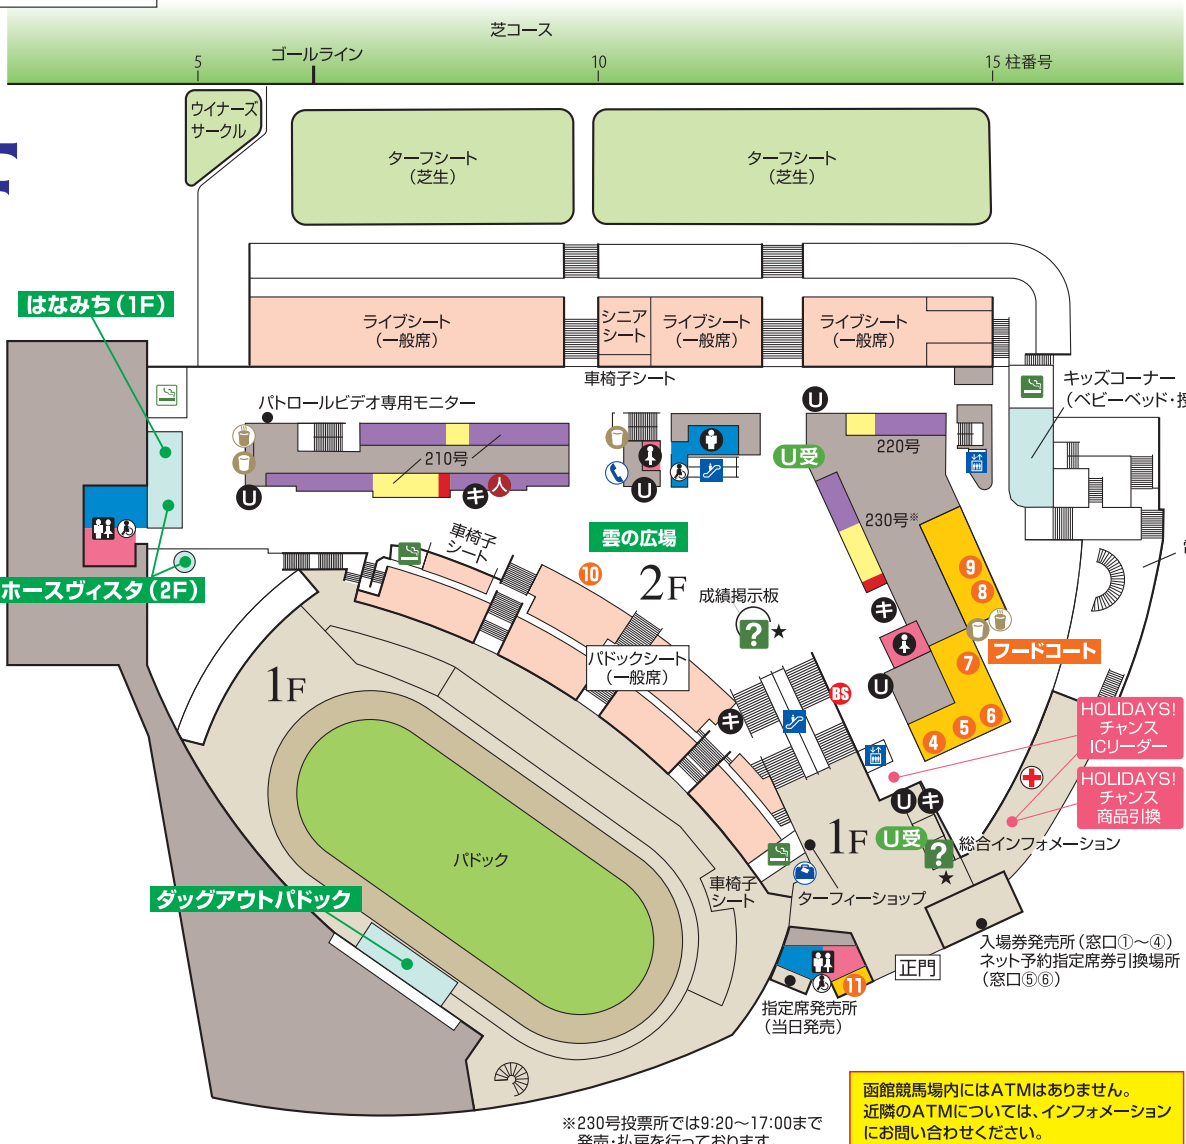 芝コース
ゴールライン
5
10
15 柱番号
ウイナーズ
サークル
ターフシート
(芝生)
ターフシート
(芝生)
はなみち(1F)
ライブシート
(一般席)
シニア
シート
ライブシート
(一般席)
ライブシート
(一般席)
車椅子シート
キッズコーナー
(ベビーベッド・授
パトロールビデオ専用モニター
210号
U
キ
人
U
U
U受
220号
230号※
車椅子
シート
雲の広場
10
2F
成績掲示板
?
★
キ
9
8
フードコート
7
ホースヴィスタ(2F)
パドックシート
(一般席)
1F
U
BS
キ
4
5
6
HOLIDAYS!
チャンス
ICリーダー
HOLIDAYS!
チャンス
商品引換
U
キ
1F
U受
?
★
総合インフォメーション
パドック
ダッグアウトパドック
車椅子
シート
ターフィーショップ
入場券発売所(窓口①~④)
ネット予約指定席券引換場所
(窓口⑤⑥)
正門
11
指定席発売所
(当日発売)
函館競馬場内にはATMはありません。
近隣のATMについては、インフォメーション
にお問い合わせください。
※230号投票所では9:20~17:00まで
発売・払戻を行っております